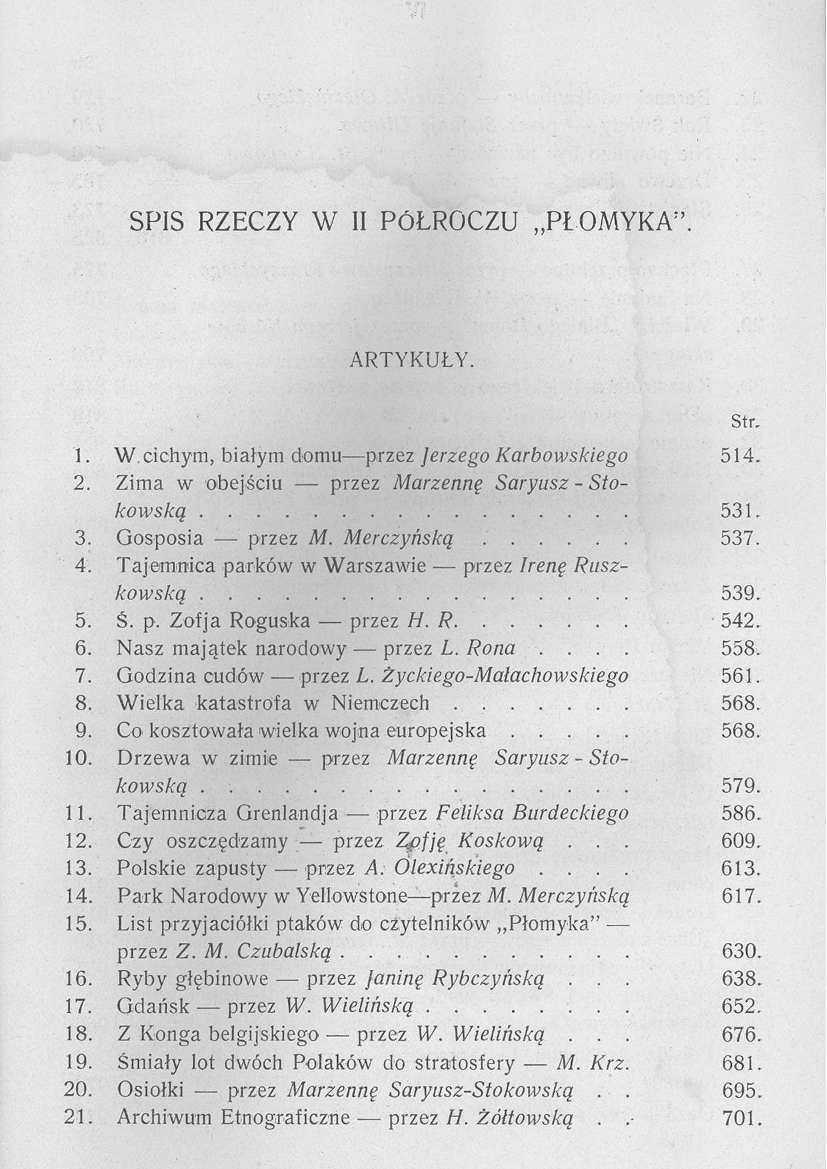 VI
SPIS RZECZY W II PÓŁROCZU „PŁOMYKA”.
ARTYKUŁY.
Str.
1. W cichym, białym domu—przez Jerzego Karbowskiego 514.
2. Zima w obejściu — przez Marzennę Saryusz - Sto-
kowską . . . . . . . . . . . . . . . . 531.
3. Gosposia — przez M. Merczyńską . . . . . . 537.
4. Tajemnica parków w Warszawie — przez Irenę Rusz-
kowską . . . . . . . . . . . . . . . . 539.
5. Ś. p. Zofja Roguska — przez H. R. . . . . . . 542.
6. Nasz majątek narodowy — przez L. Rona . . . . 558.
7. Godzina cudów — przez L. Życkiego-Małachowskiego 561.
8. Wielka katastrofa w Niemczech . . . . . . . 568.
9. Co kosztowała wielka wojna europejska . . . . . 568.
10. Drzewa w zimie — przez Marzennę Saryusz - Sto-
kowską . . . . . . . . . . . . . . . . 579.
11. Tajemnicza Grenlandja — przez Feliksa Burdeckiego 586.
12. Czy oszczędzamy — przez Zofję Koskową . . . 609.
13. Polskie zapusty — przez A. Olexińskiego . . . . 613.
14. Park Narodowy w Yellowstone—przez M. Merczyńską 617.
15. List przyjaciółki ptaków do czytelników „Płomyka” —
przez Z. M. Czubalską . . . . . . . . . . . 630.
16. Ryby głębinowe — przez Janinę Rybczyńską . . . 638.
17. Gdańsk — przez W. Wielińską . . . . . . . . 652.
18. Z Konga belgijskiego — przez W. Wielińską . . . 676.
19. Śmiały lot dwóch Polaków do stratosfery — M. Krz. 681.
20. Osiołki — przez Marzennę Saryusz-Stokowską . . 695.
21. Archiwum Etnograficzne — przez H. Żółtowską . . 701.